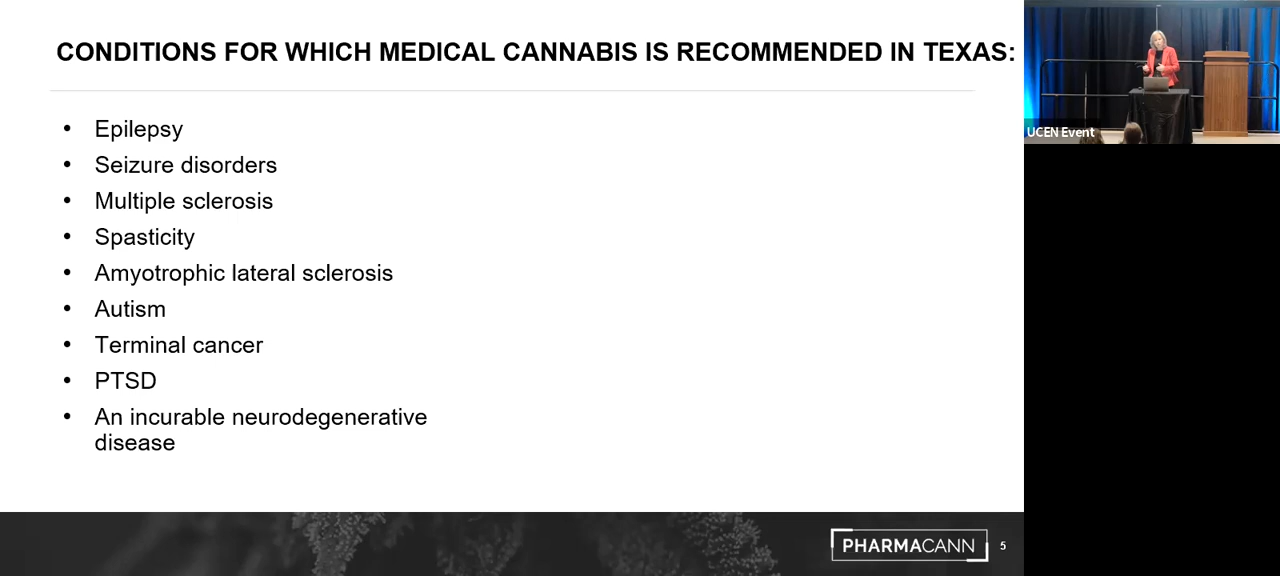 CONDITIONS FOR WHICH MEDICAL CANNABIS IS RECOMMENDED IN TEXAS:
• Epilepsy
• Seizure disorders
• Multiple sclerosis
• Spasticity
• Amyotrophic lateral sclerosis
• Autism
• Terminal cancer
• PTSD
• An incurable neurodegenerative
disease
PHARMACANN
5
UCEN Event